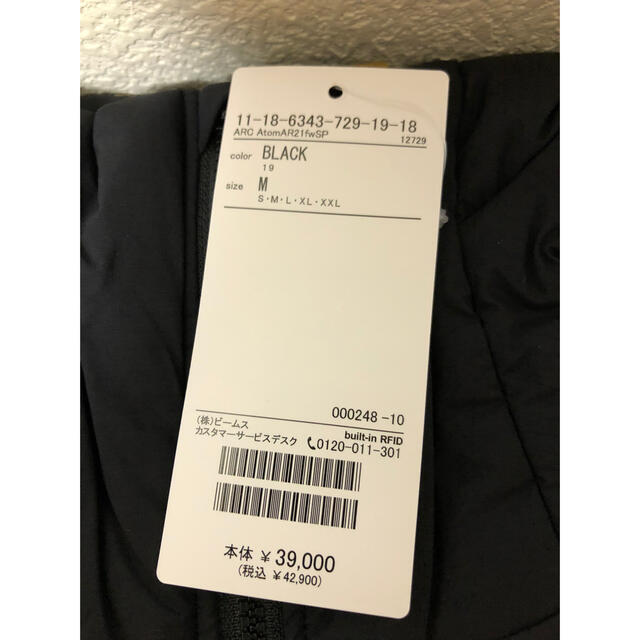 11-18-6343-729-19-18
ARC AtomAR21fwSP 12729
color BLACK
19
size M
S・M・L・XL・XXL
000248 -10
(株)ビームス built-in RFID
カスタマーサービスデスク 0120-011-301
本体 ¥39,000
(税込 ¥42,900)